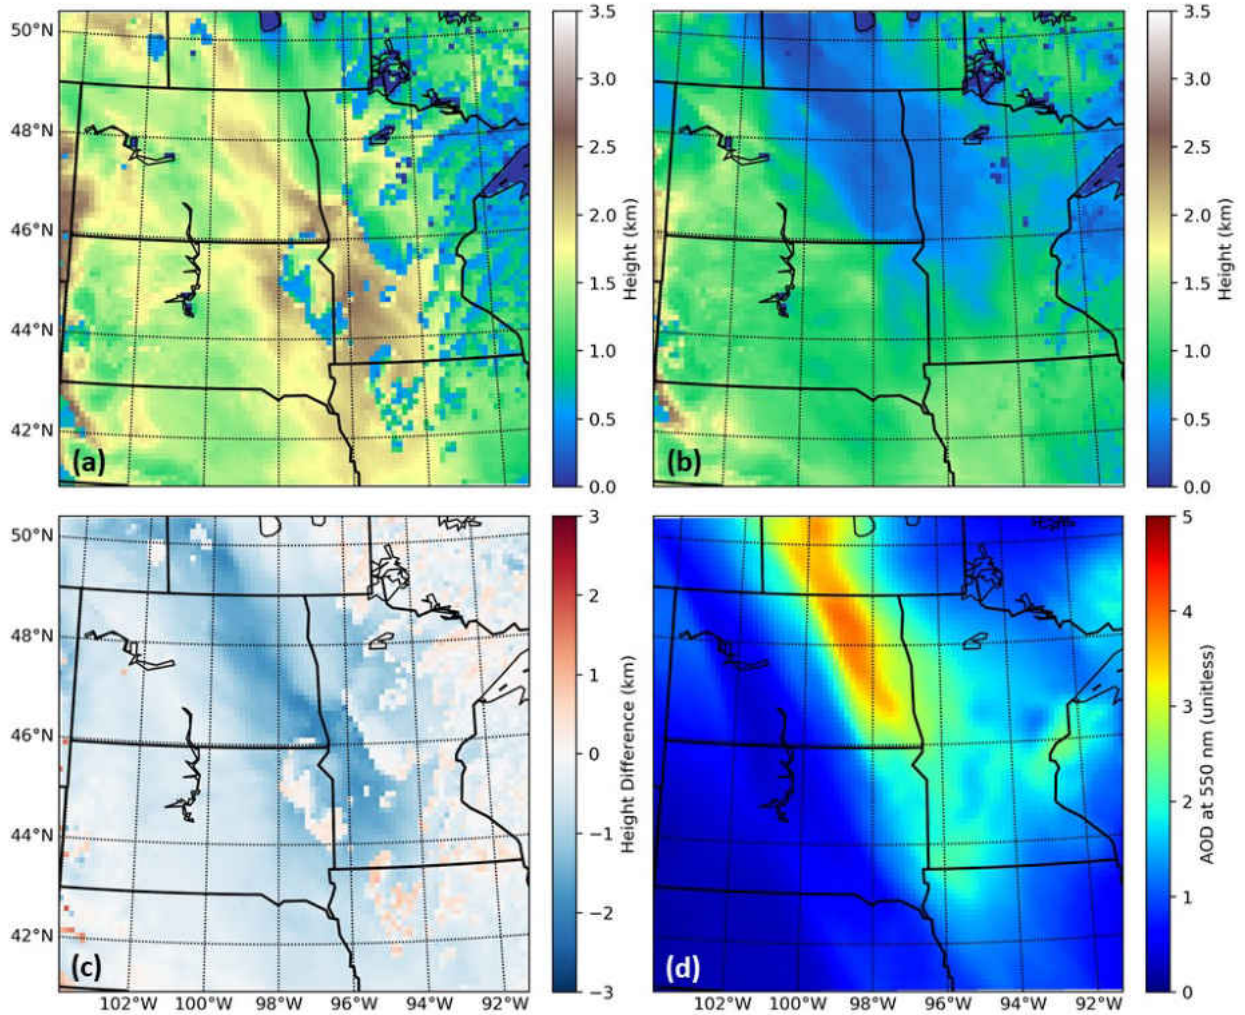 50°N
48°N
46°N
44°N
42°N
(a)
3.5
3.0
2.5
2.0
1.5
1.0
0.5
0.0
Height (km)
(b)
3.5
3.0
2.5
2.0
1.5
1.0
0.5
0.0
Height (km)
50°N
48°N
46°N
44°N
42°N
(c)
102°W 100°W 98°W 96°W 94°W 92°W
3
2
1
0
−1
−2
−3
Height Difference (km)
(d)
102°W 100°W 98°W 96°W 94°W 92°W
5
4
3
2
1
0
AOD at 550 nm (unitless)